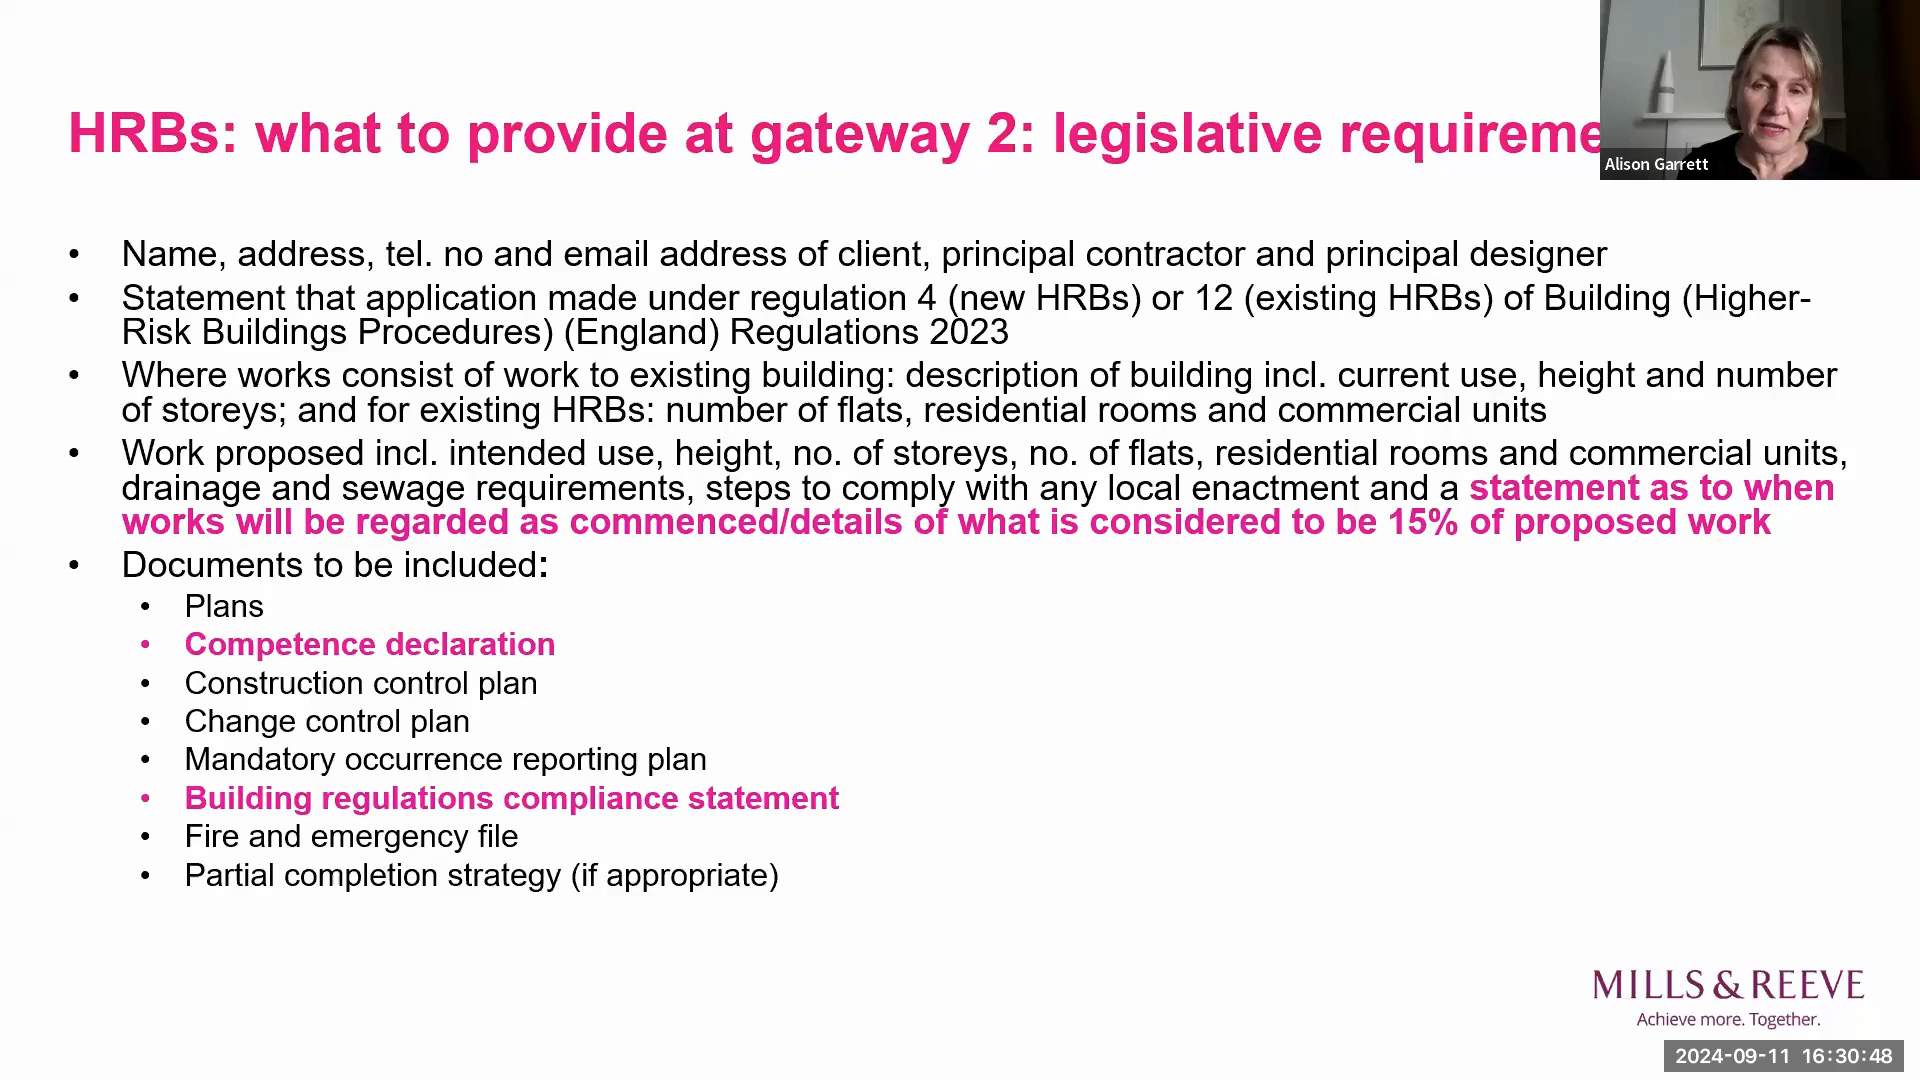 HRBs: what to provide at gateway 2: legislative requireme
Alison Garrett
• Name, address, tel. no and email address of client, principal contractor and principal designer
• Statement that application made under regulation 4 (new HRBs) or 12 (existing HRBs) of Building (Higher-
Risk Buildings Procedures) (England) Regulations 2023
• Where works consist of work to existing building: description of building incl. current use, height and number
of storeys; and for existing HRBs: number of flats, residential rooms and commercial units
• Work proposed incl. intended use, height, no. of storeys, no. of flats, residential rooms and commercial units,
drainage and sewage requirements, steps to comply with any local enactment and a statement as to when
works will be regarded as commenced/details of what is considered to be 15% of proposed work
• Documents to be included:
• Plans
• Competence declaration
• Construction control plan
• Change control plan
• Mandatory occurrence reporting plan
• Building regulations compliance statement
• Fire and emergency file
• Partial completion strategy (if appropriate)
MILLS & REEVE
Achieve more. Together.
2024-09-11 16:30:48